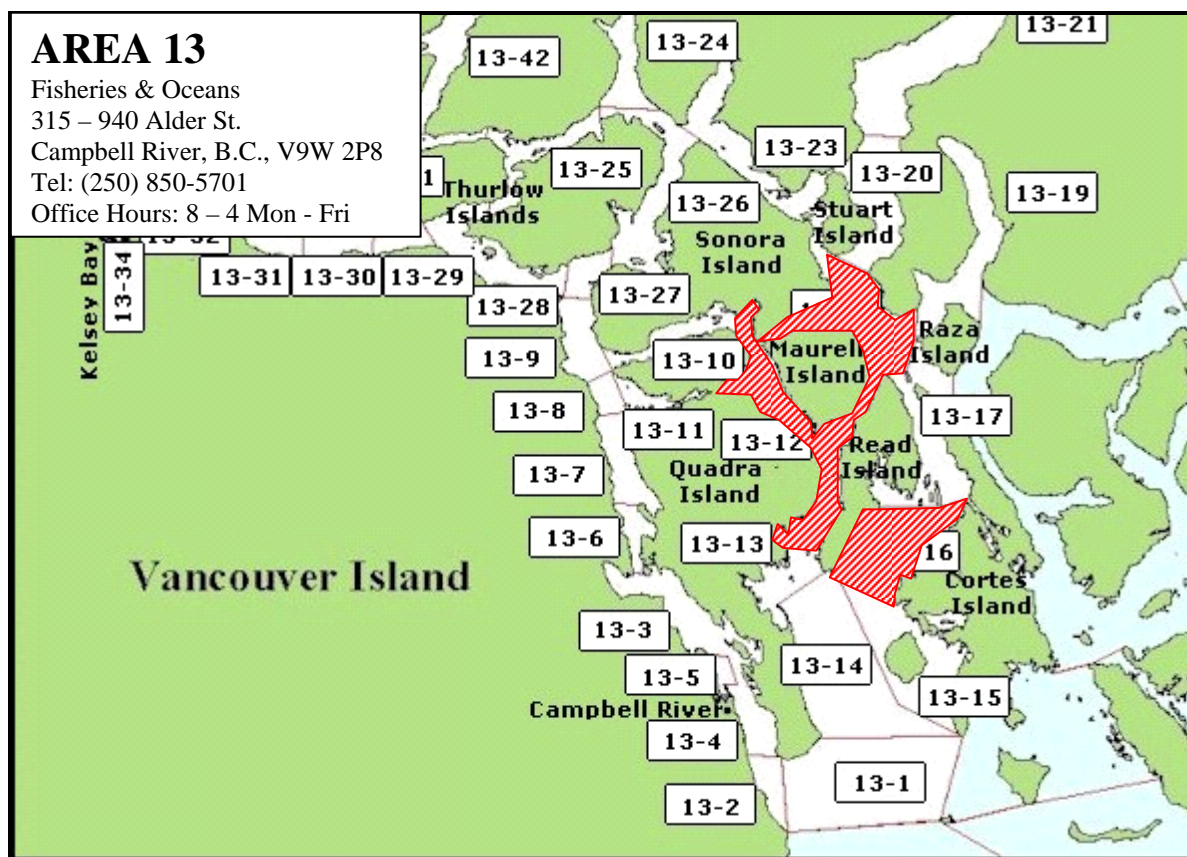 AREA 13
Fisheries & Oceans
315 – 940 Alder St.
Campbell River, B.C., V9W 2P8
Tel: (250) 850-5701
Office Hours: 8 – 4 Mon - Fri
13-42
13-24
13-21
13-23
13-25
13-20
Thurlow
Islands
13-19
13-26
Stuart
Island
Sonora
Island
Kelsey Bay
13-34
13-31
13-30
13-29
13-28
13-27
Raza
Island
13-9
13-10
Maurell
Island
13-8
13-17
13-11
13-12
Read
Island
Quadra
Island
13-7
13-6
13-13
16
Vancouver Island
Cortes
Island
13-3
13-14
13-5
13-15
Campbell River
13-4
13-1
13-2